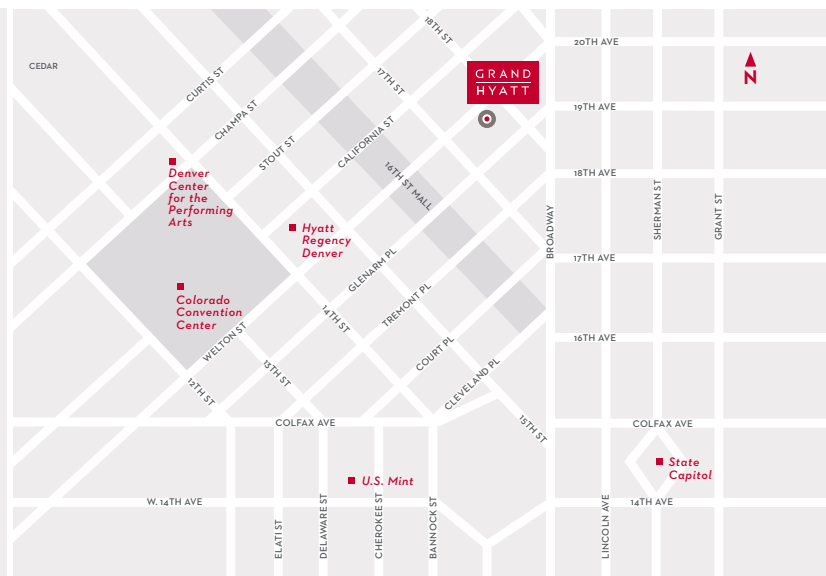 18TH ST
20TH AVE
CEDAR
GRAND
HYATT
N
CURTIS ST
17TH ST
19TH AVE
CHAMPA ST
CALIFORNIA ST
STOUT ST
Denver
Center
for the
Performing
Arts
16TH ST MALL
18TH AVE
SHERMAN ST
GRANT ST
BROADWAY
Hyatt
Regency
Denver
17TH AVE
GLENARM PL
Colorado
Convention
Center
TREMONT PL
14TH ST
WELTON ST
16TH AVE
COURT PL
13TH ST
CLEVELAND PL
12TH ST
COLFAX AVE
15TH ST
COLFAX AVE
State
Capitol
U.S. Mint
W. 14TH AVE
14TH AVE
ELATI ST
DELAWARE ST
CHEROKEE ST
BANNOCK ST
LINCOLN AVE